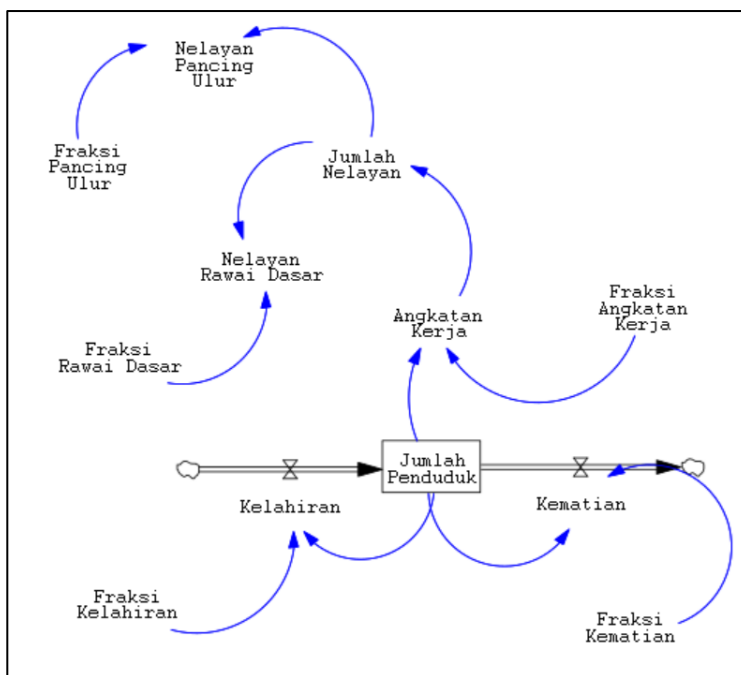 Nelayan
Pancing
Ulur
Fraksi
Pancing
Ulur
Jumlah
Nelayan
Nelayan
Rawai Dasar
Fraksi
Angkatan
Kerja
Angkatan
Kerja
Fraksi
Rawai Dasar
Jumlah
Penduduk
Kelahiran
Kematian
Fraksi
Kelahiran
Fraksi
Kematian